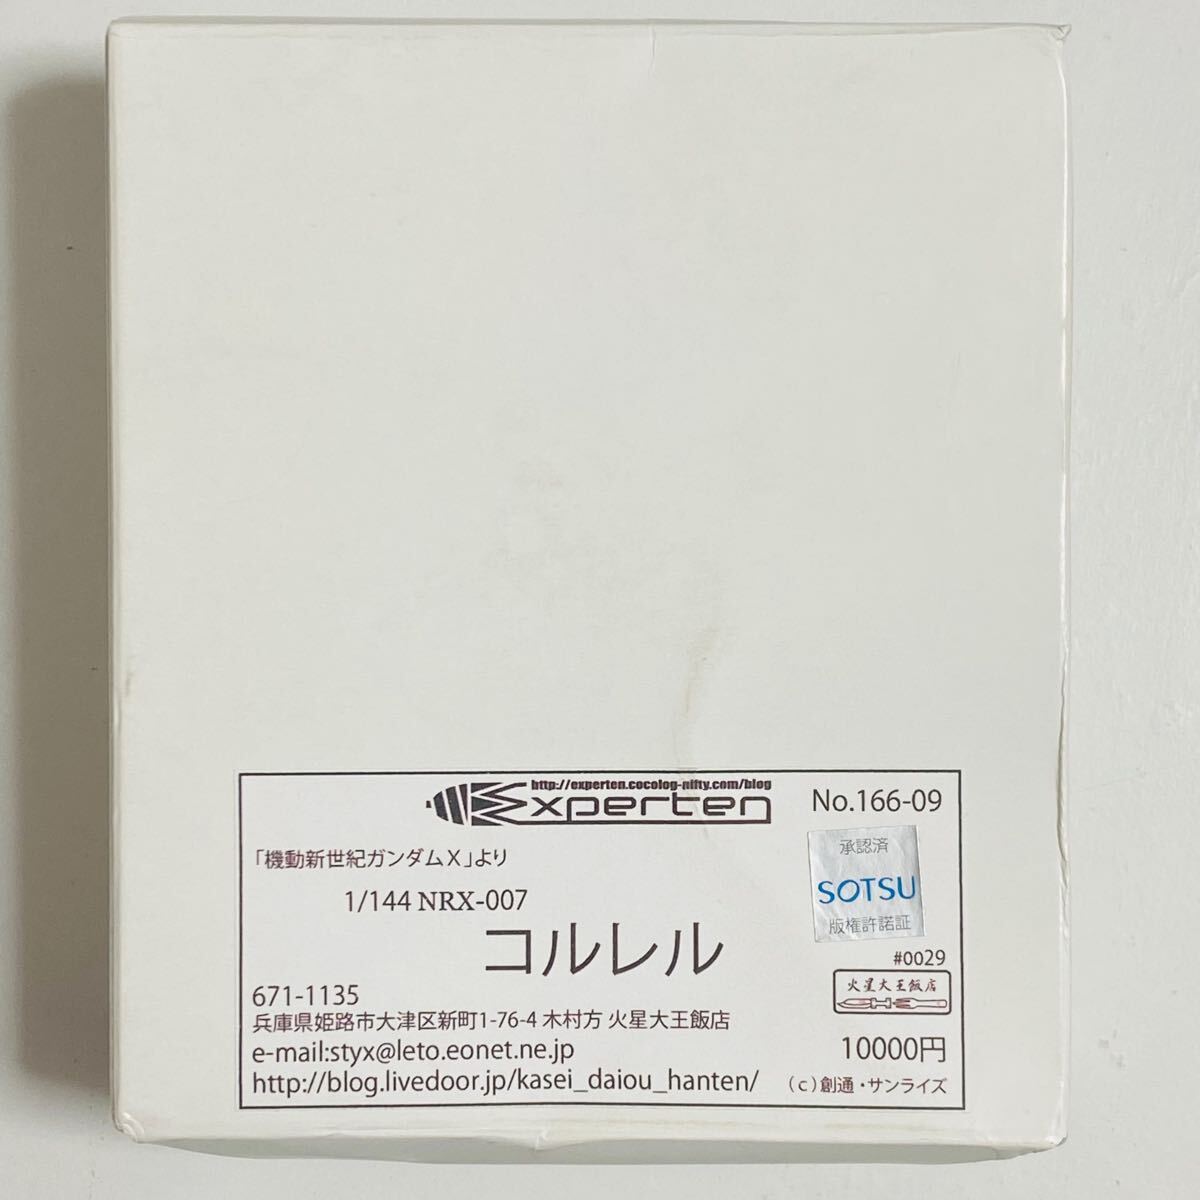 http://experten.cocolog-nifty.com/blog
Experten
No.166-09
「機動新世紀ガンダムX」より
1/144 NRX-007
コルレル
承認済
SOTSU
版権許諾証
#0029
火星大王飯店
671-1135
兵庫県姫路市大津区新町1-76-4 木村方 火星大王飯店
e-mail:styx@leto.eonet.ne.jp
10000円
http://blog.livedoor.jp/kasei_daiou_hanten/
（c）創通・サンライズ